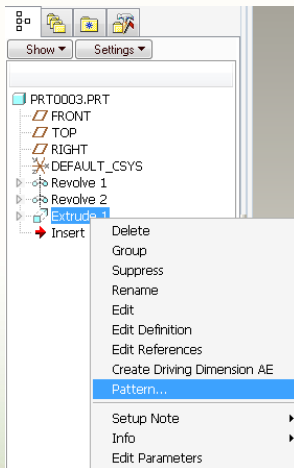 Show Settings
PRT0003.PRT
FRONT
TOP
RIGHT
DEFAULT_CSYS
Revolve 1
Revolve 2
Extrude 1
Insert
Delete
Group
Suppress
Rename
Edit
Edit Definition
Edit References
Create Driving Dimension AE
Pattern...
Setup Note
Info
Edit Parameters